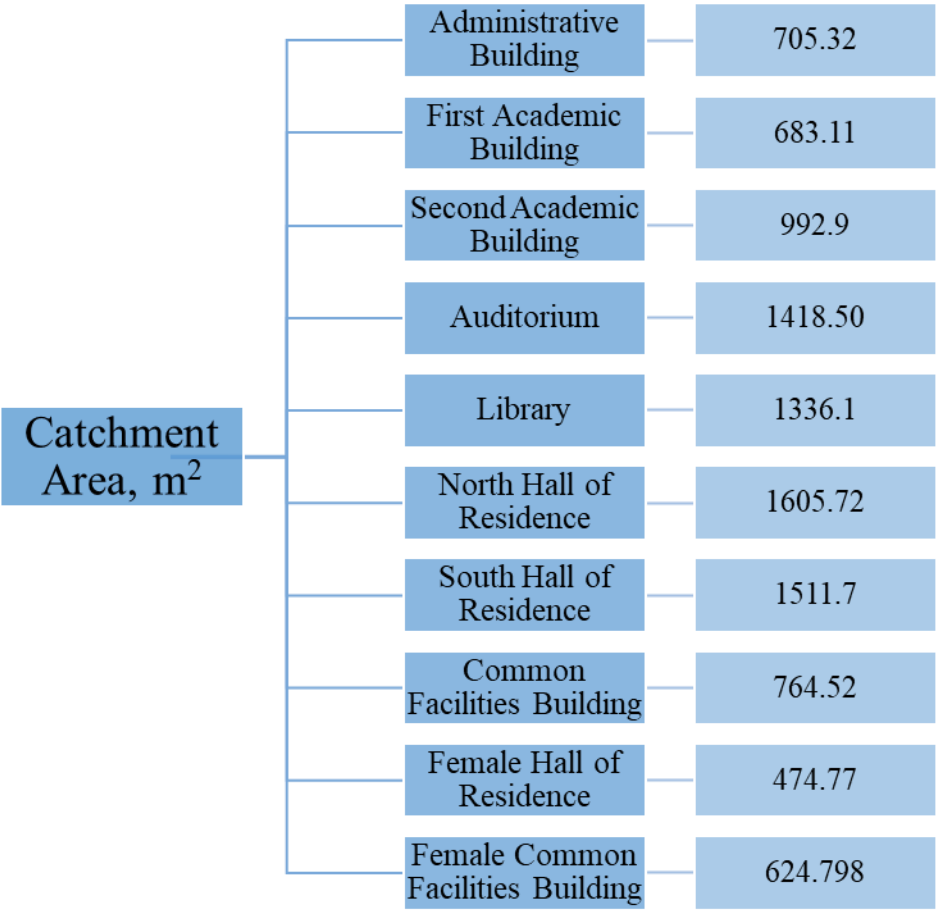 Catchment
Area, m²
Administrative
Building
705.32
First Academic
Building
683.11
Second Academic
Building
992.9
Auditorium
1418.50
Library
1336.1
North Hall of
Residence
1605.72
South Hall of
Residence
1511.7
Common
Facilities Building
764.52
Female Hall of
Residence
474.77
Female Common
Facilities Building
624.798